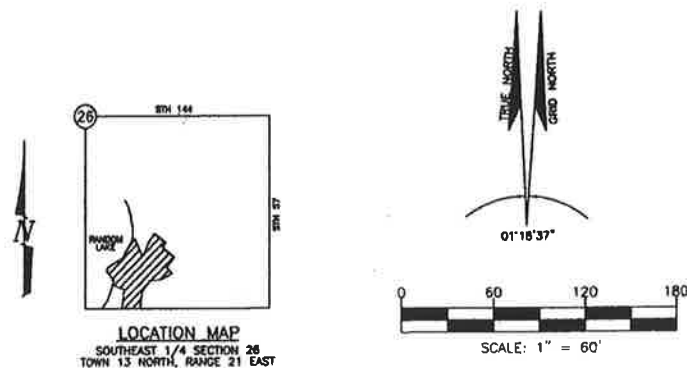 26
STH 144
STH 57
N
RANDOM
LAKE
LOCATION MAP
SOUTHEAST 1/4 SECTION 26
TOWN 13 NORTH, RANGE 21 EAST
TRUE NORTH
GRID NORTH
01°18'37"
0 60 120 180
SCALE: 1" = 60'